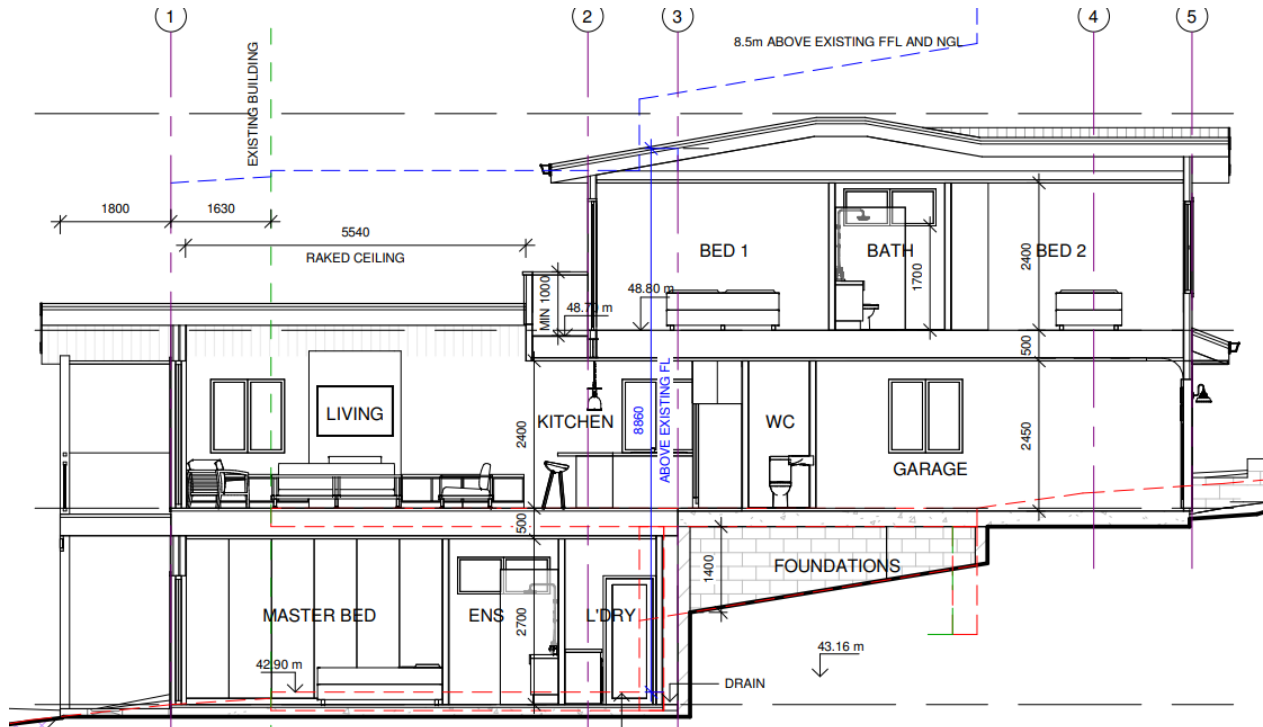 1
2
3
4
5
8.5m ABOVE EXISTING FFL AND NGL
EXISTING BUILDING
1800
1630
5540
RAKED CEILING
BED 1
BATH
BED 2
2400
1700
MIN 1000
48.70 m
48.80 m
500
LIVING
KITCHEN
2400
8860
ABOVE EXISTING FL
WC
GARAGE
2450
500
FOUNDATIONS
1400
MASTER BED
ENS
L'DRY
2700
42.90 m
43.16 m
DRAIN